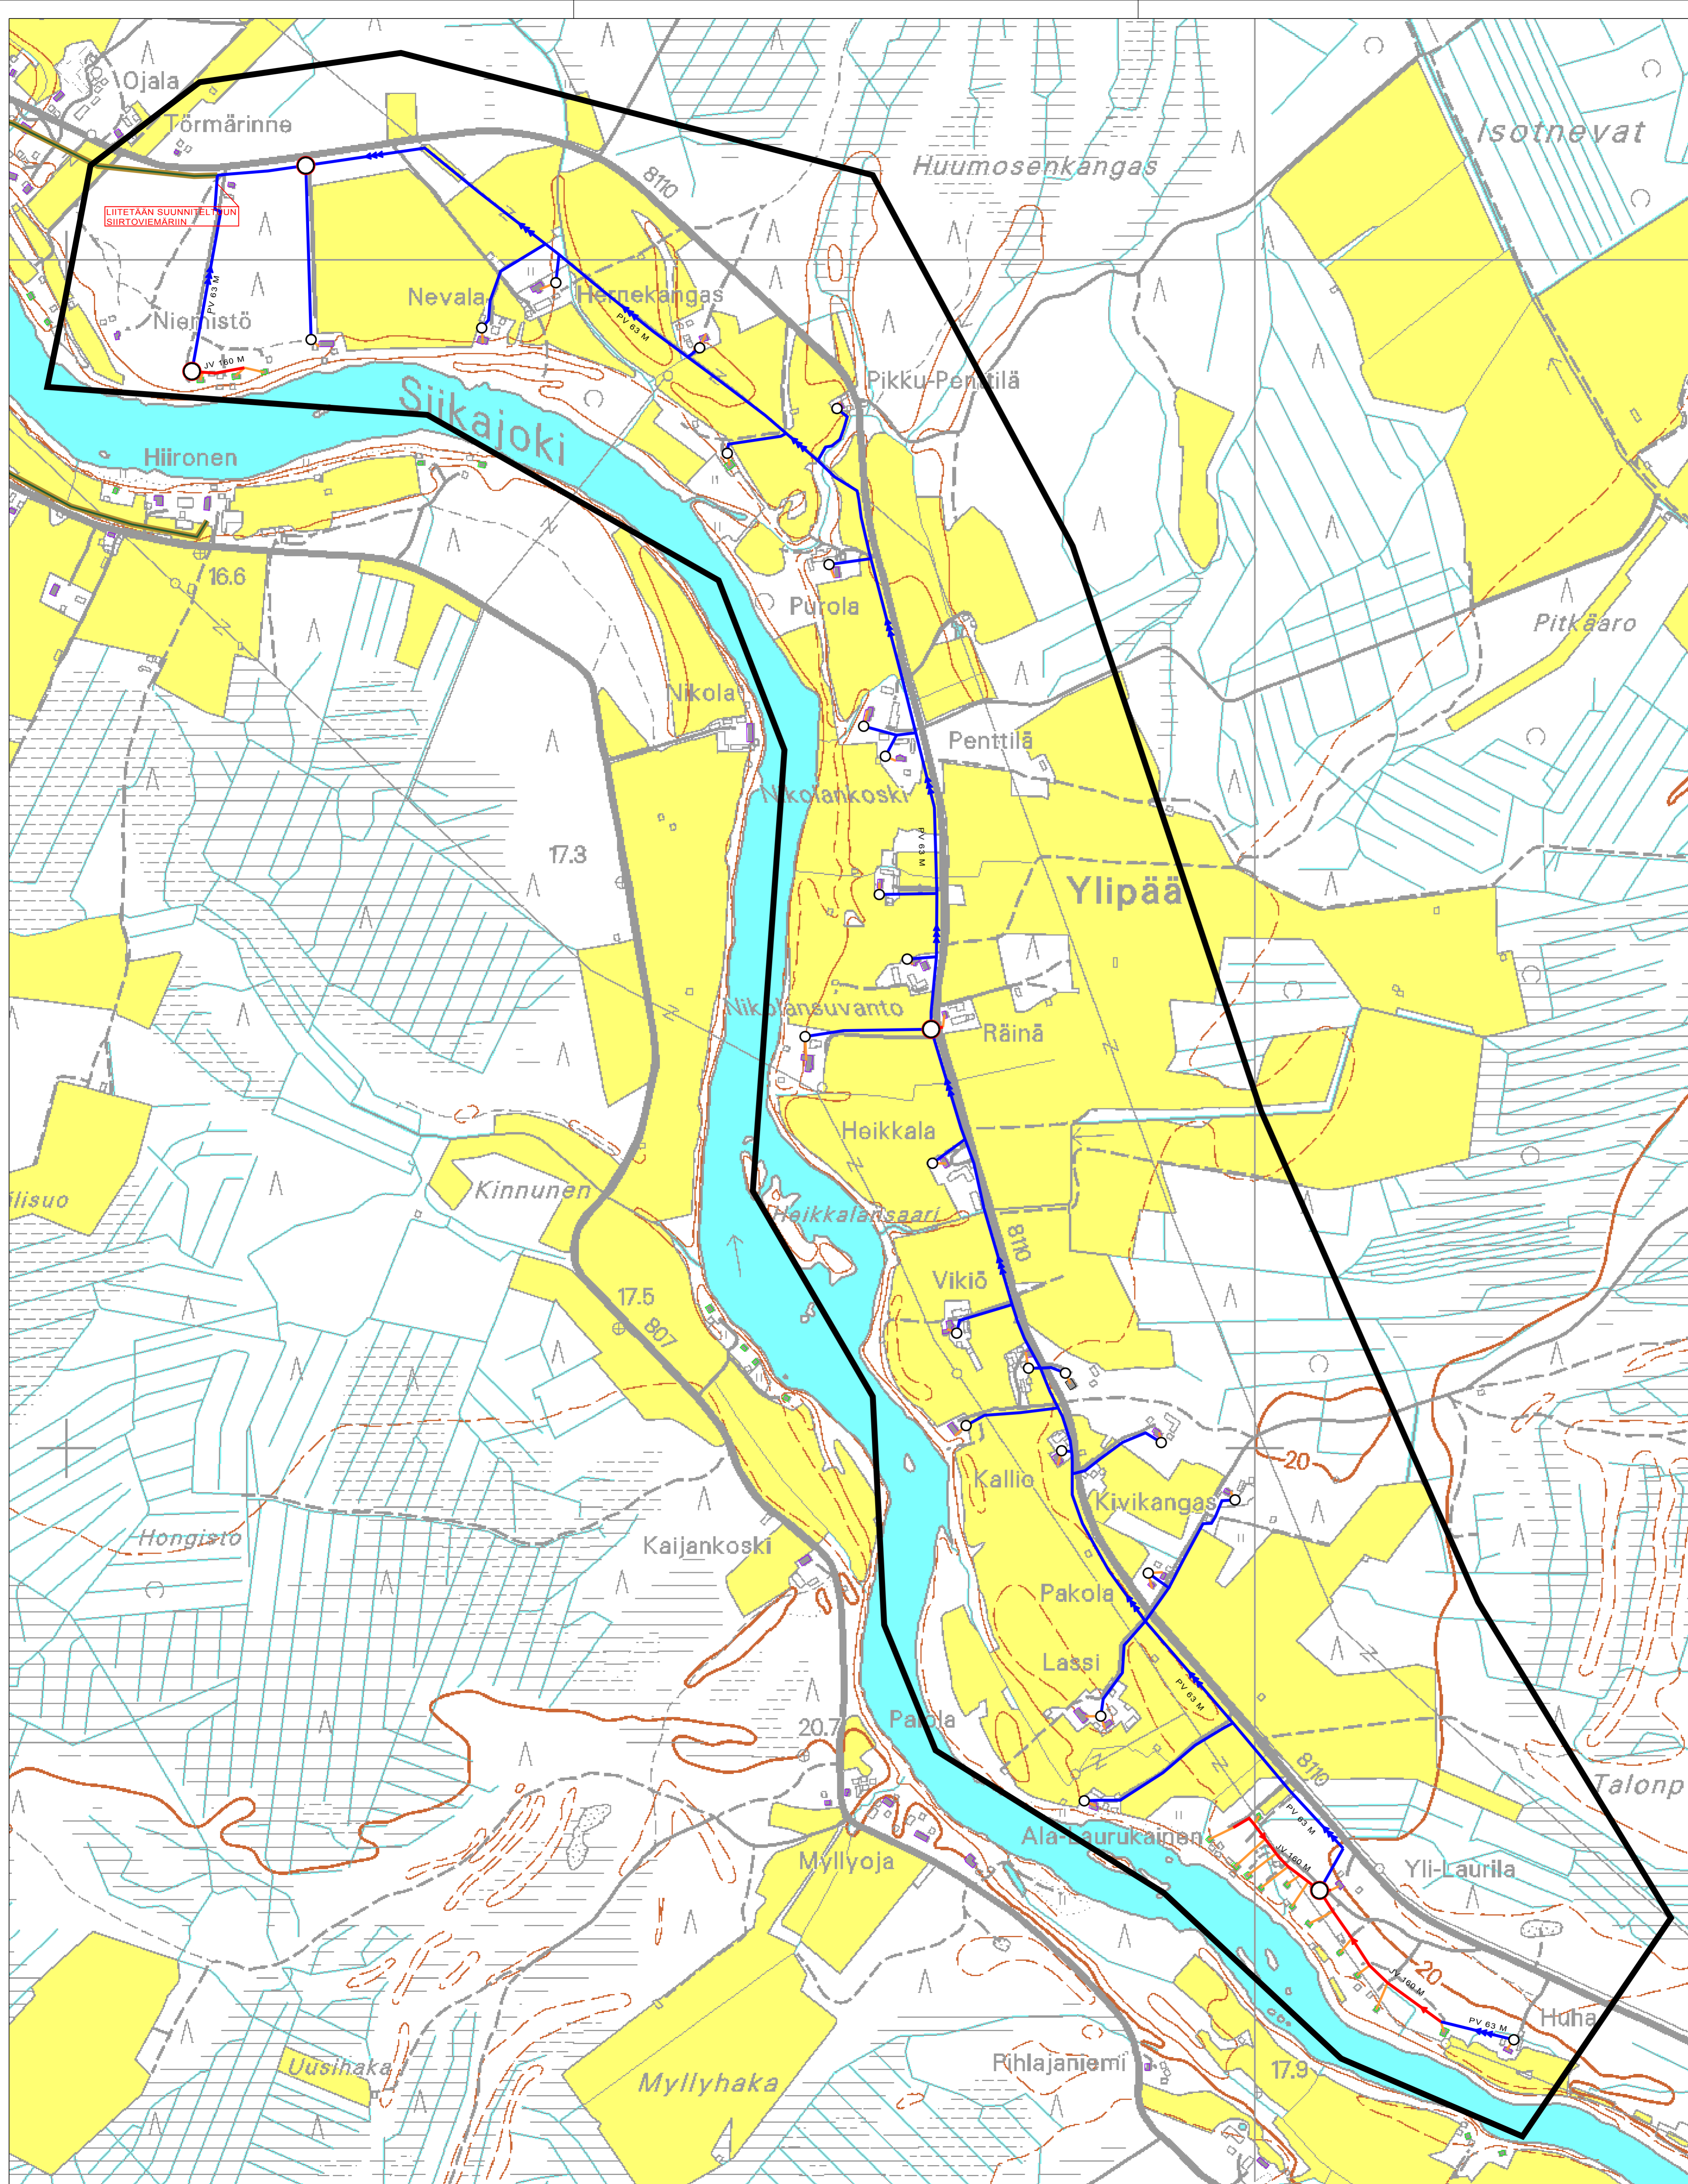 Ojala
Törmärinne
Isotnevat
Huumosenkangas
8110
LIITETÄÄN SUUNNITELTUUN
SIIRTOVIEMÄRIIN
PV 63 M
Nevala
Hernekangas
PV 63 M
Niemistö
JV 160 M
Siikajoki
Pikku-Penttilä
Hiironen
16.6
Purola
Pitkäaro
Nikola
Penttilä
Nikolankoski
PV 63 M
17.3
Ylipää
Nikolansuvanto
Räinä
Heikkala
Kinnunen
Heikkalansaari
8110
Vikiö
17.5
807
20
Kallio
Kivikangas
Hongisto
Kaijankoski
Pakola
Lassi
PV 63 M
20.7
Palola
8110
Talonp
PV 63 M
Ala-Laurukainen
JV 160 M
Myllyoja
Yli-Laurila
20
JV 160 M
PV 63 M
Huha
Uusihaka
Myllyhaka
Pihlajaniemi
17.9